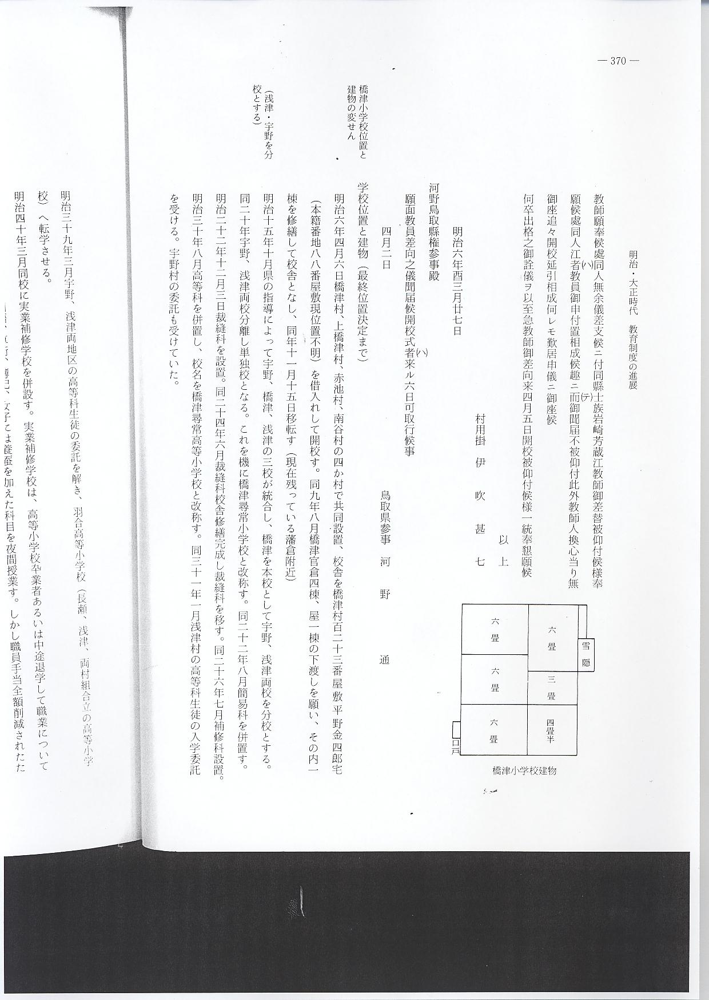 — 370 —
明治・大正時代　教育制度の進展
教師願奉候處同人無余儀差支候ニ付同縣士族岩崎芳蔵江教師御差替被仰付候様奉
願候處同人江者(ハ)教員御申付置相成候趣ニ而(テ)御聞届不被仰付此外教師人換心当り無
御座追々開校延引相成何レモ歎居申儀ニ御座候
何卒出格之御詮儀ヲ以至急教師御差向来四月五日開校被仰付候様一統奉懇願候
以上
村用掛　伊　吹　甚　七
明治六年酉三月廿七日
河野鳥取縣権参事殿
願面教員差向之儀聞届候開校式者(ハ)来ル六日可取行候事
四月二日
鳥取県参事　河　野　通
橋津小学校位置と
建物の変せん
学校位置と建物（最終位置決定まで）
明治六年四月六日橋津村、上橋津村、赤池村、南谷村の四か村で共同設置、校舎を橋津村百二十三番屋敷平野金四郎宅
（本籍番地八八番屋敷現位置不明）を借入れして開校す。同九年八月橋津官倉四棟、屋一棟の下渡しを願い、その内一
棟を修繕して校舎となし、同年十一月十五日移転す（現在残っている藩倉附近）
（浅津・宇野を分
校とする）
明治十五年十月県の指導によって宇野、橋津、浅津の三校が統合し、橋津を本校として宇野、浅津両校を分校とする。
同二十年宇野、浅津両校分離し単独校となる。これを機に橋津尋常小学校と改称す。同二十二年八月簡易科を併置す。
明治二十二年十二月三日裁縫科を設置。同二十四年六月裁縫科校舎修繕完成し裁縫科を移す。同二十六年七月補修科設置。
明治三十年八月高等科を併置し、校名を橋津尋常高等小学校と改称す。同三十一年一月浅津村の高等科生徒の入学委託
を受ける。宇野村の委託も受けていた。
雪隠
六畳
三畳
四畳半
六畳
六畳
六畳
口戸
橋津小学校建物
明治三十九年三月宇野、浅津両地区の高等科生徒の委託を解き、羽合高等小学校（長瀬、浅津、両村組合立の高等小学
校）へ転学させる。
明治四十年三月同校に実業補修学校を併設す。実業補修学校は、高等小学校卒業者あるいは中途退学して職業について
簿記、女子には養蚕を加えた科目を夜間授業す。しかし職員手当全額削減されたた